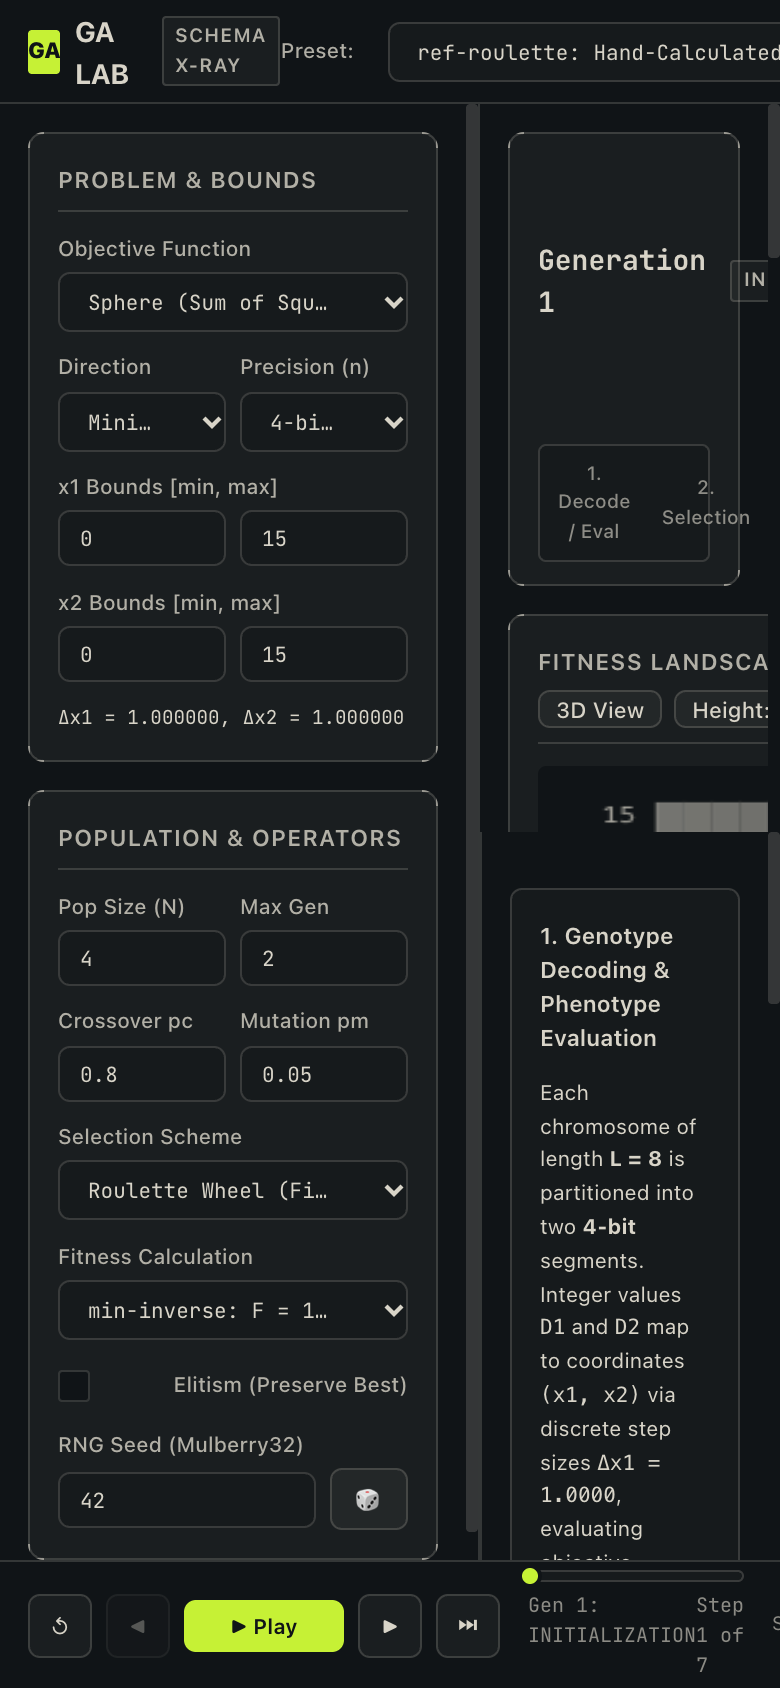 GA
GA
LAB
SCHEMA
X-RAY
Preset:
ref-roulette: Hand-Calculated
PROBLEM & BOUNDS
Objective Function
Sphere (Sum of Squ…
Direction
Precision (n)
Mini…
4-bi…
x1 Bounds [min, max]
0
15
x2 Bounds [min, max]
0
15
Δx1 = 1.000000, Δx2 = 1.000000
POPULATION & OPERATORS
Pop Size (N)
Max Gen
4
2
Crossover pc
Mutation pm
0.8
0.05
Selection Scheme
Roulette Wheel (Fi…
Fitness Calculation
min-inverse: F = 1…
Elitism (Preserve Best)
RNG Seed (Mulberry32)
42
Generation
1
IN
1.
Decode
/ Eval
2.
Selection
FITNESS LANDSCA
3D View
Height:
15
1. Genotype
Decoding &
Phenotype
Evaluation
Each
chromosome of
length L = 8 is
partitioned into
two 4-bit
segments.
Integer values
D1 and D2 map
to coordinates
(x1, x2) via
discrete step
sizes Δx1 =
1.0000,
evaluating
Play
Gen 1:
INITIALIZATION
Step
1 of
7